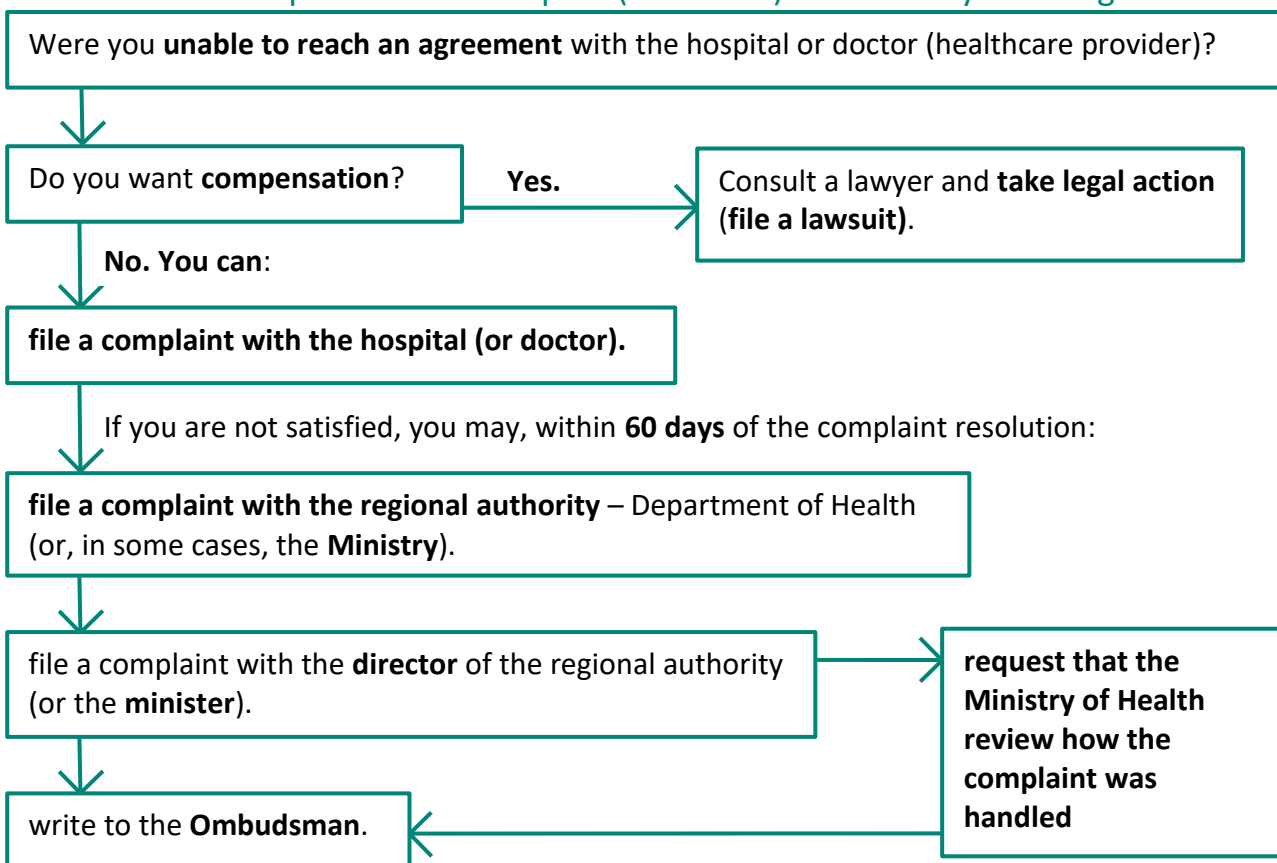 Were you unable to reach an agreement with the hospital or doctor (healthcare provider)?
Do you want compensation?
Yes.
Consult a lawyer and take legal action
(file a lawsuit).
No. You can:
file a complaint with the hospital (or doctor).
If you are not satisfied, you may, within 60 days of the complaint resolution:
file a complaint with the regional authority – Department of Health
(or, in some cases, the Ministry).
file a complaint with the director of the regional authority
(or the minister).
request that the
Ministry of Health
review how the
complaint was
handled
write to the Ombudsman.